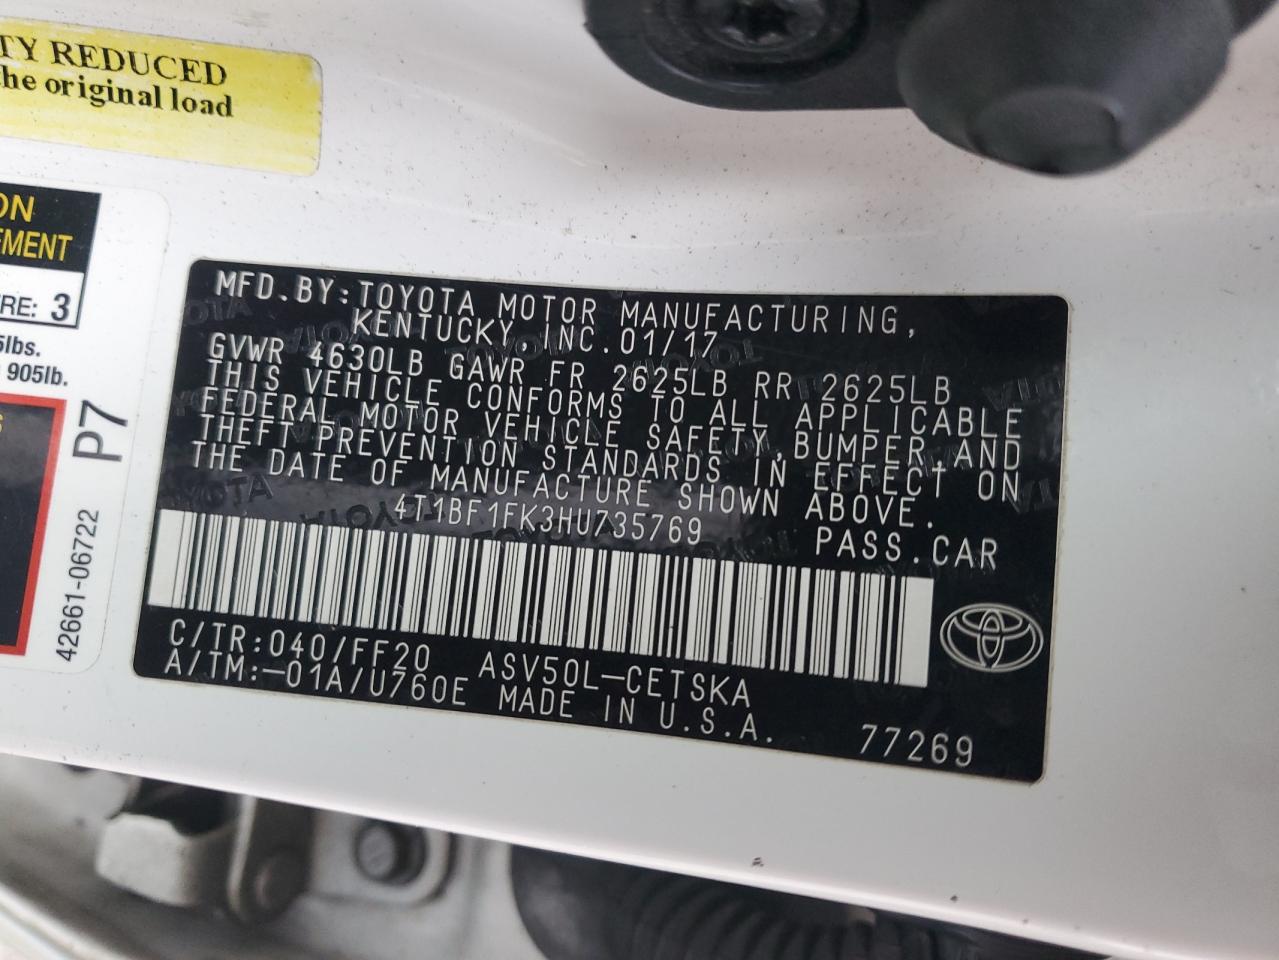 TY REDUCED
the original load
ON
EMENT
RE: 3
5lbs.
905lb.
P7
42661-06722
MFD.BY:TOYOTA MOTOR MANUFACTURING,
KENTUCKY,INC.01/17
GVWR 4630LB GAWR FR 2625LB RR 2625LB
THIS VEHICLE CONFORMS TO ALL APPLICABLE
FEDERAL MOTOR VEHICLE SAFETY,BUMPER AND
THEFT PREVENTION STANDARDS IN EFFECT ON
THE DATE OF MANUFACTURE SHOWN ABOVE.
4T1BF1FK3HU735769
PASS.CAR
C/TR:040/FF20 ASV50L-CETSKA
A/TM:-01A/U760E MADE IN U.S.A.
77269